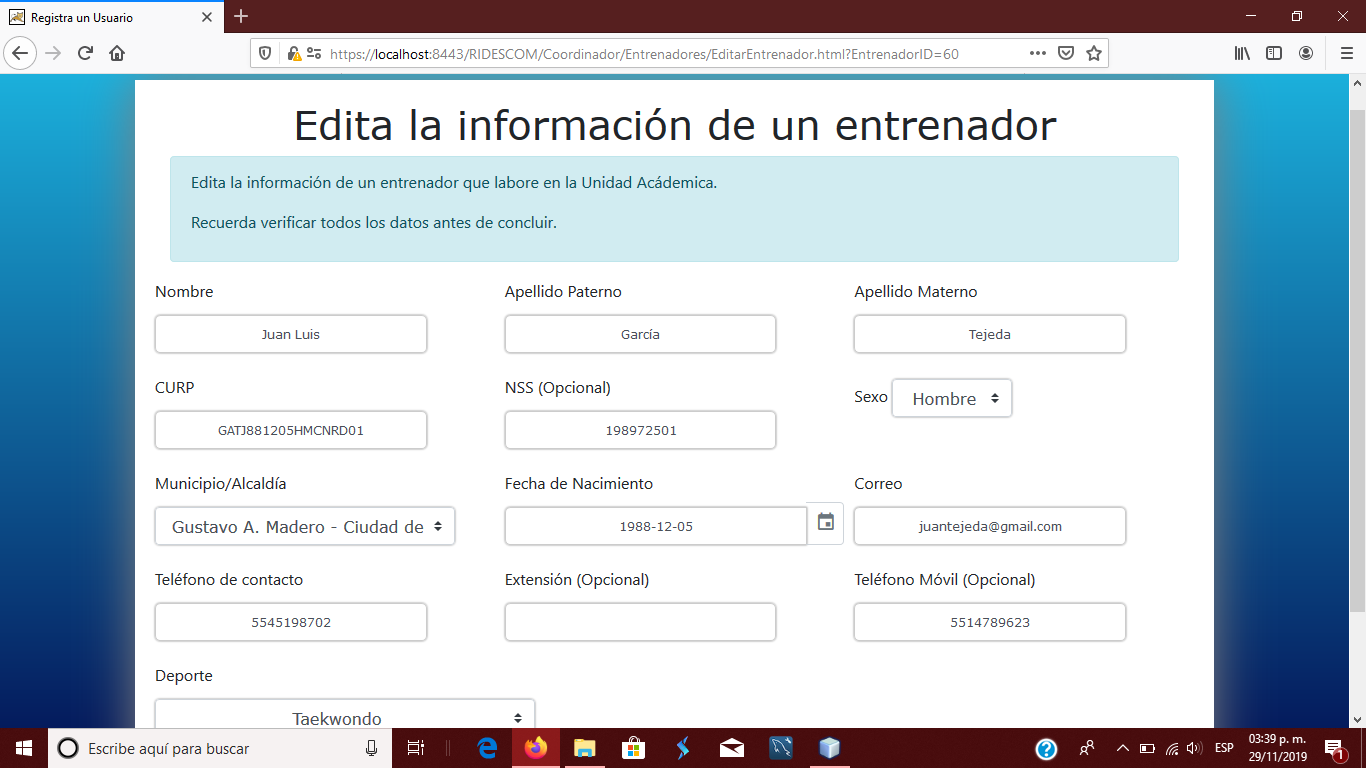 Registra un Usuario
https://localhost:8443/RIDESCOM/Coordinador/Entrenadores/EditarEntrenador.html?EntrenadorID=60
Edita la información de un entrenador
Edita la información de un entrenador que labore en la Unidad Acádemica.
Recuerda verificar todos los datos antes de concluir.
Nombre Apellido Paterno Apellido Materno
Juan Luis García Tejeda
CURP NSS (Opcional) Sexo Hombre
GATJ881205HMCNRD01 198972501
Municipio/Alcaldía Fecha de Nacimiento Correo
Gustavo A. Madero - Ciudad de 1988-12-05 juantejeda@gmail.com
Teléfono de contacto Extensión (Opcional) Teléfono Móvil (Opcional)
5545198702 5514789623
Deporte
Taekwondo
Escribe aquí para buscar ESP 03:39 p. m.
29/11/2019 1